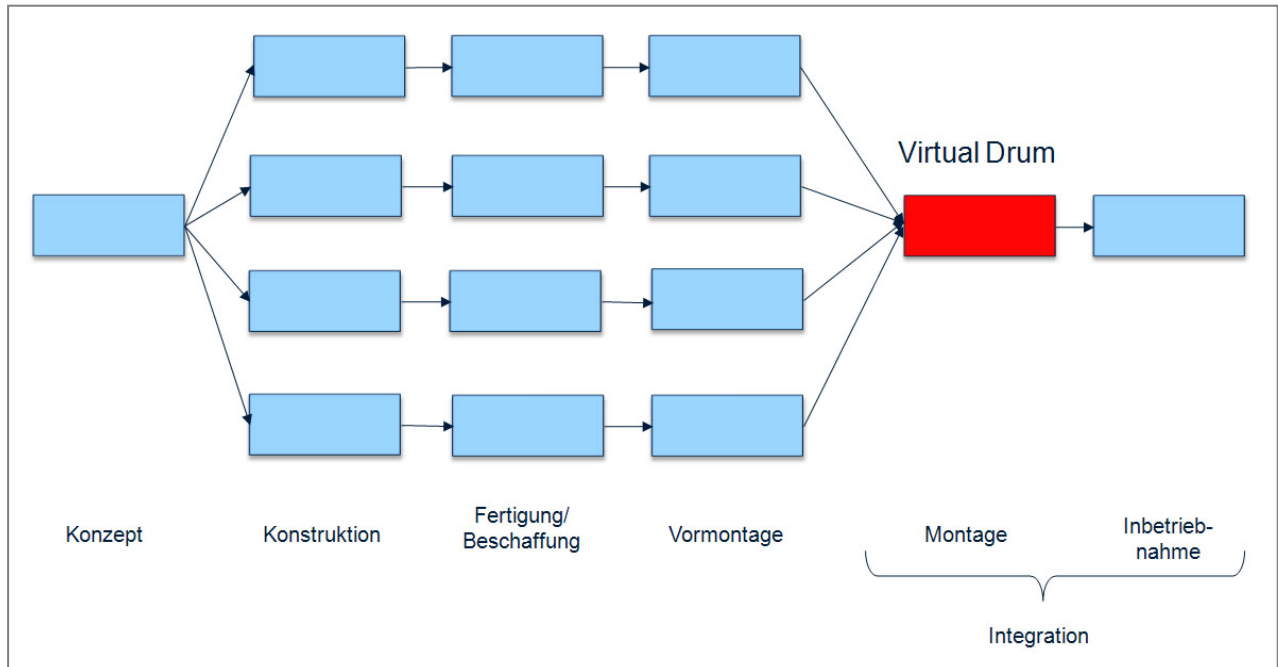 Virtual Drum
Konzept
Konstruktion
Fertigung/
Beschaffung
Vormontage
Montage
Inbetrieb-
nahme
Integration